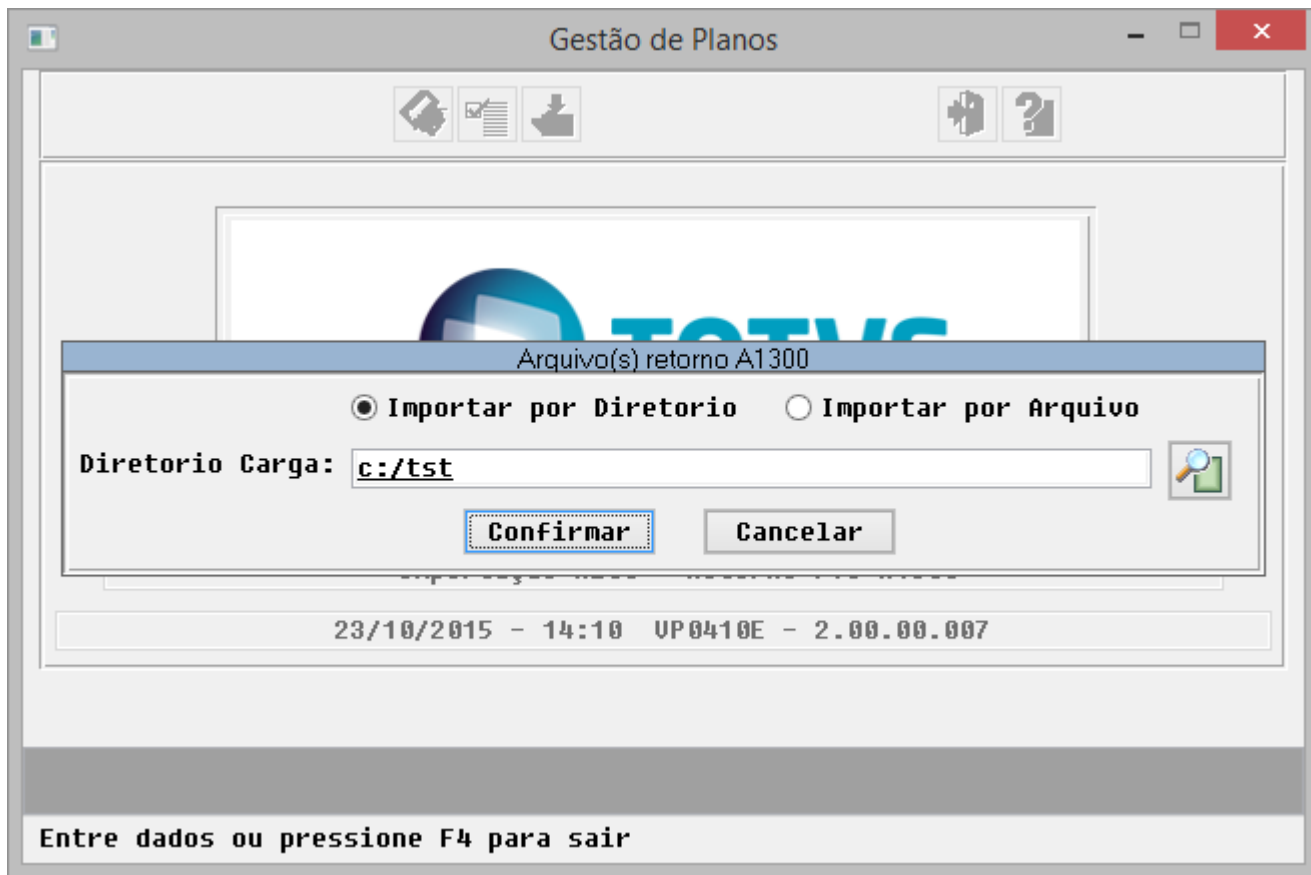 Gestão de Planos
TOTVS
Arquivo(s) retorno A1300
Importar por Diretorio Importar por Arquivo
Diretorio Carga: c:/tst
Confirmar Cancelar
23/10/2015 - 14:10 VP0410E - 2.00.00.007
Entre dados ou pressione F4 para sair